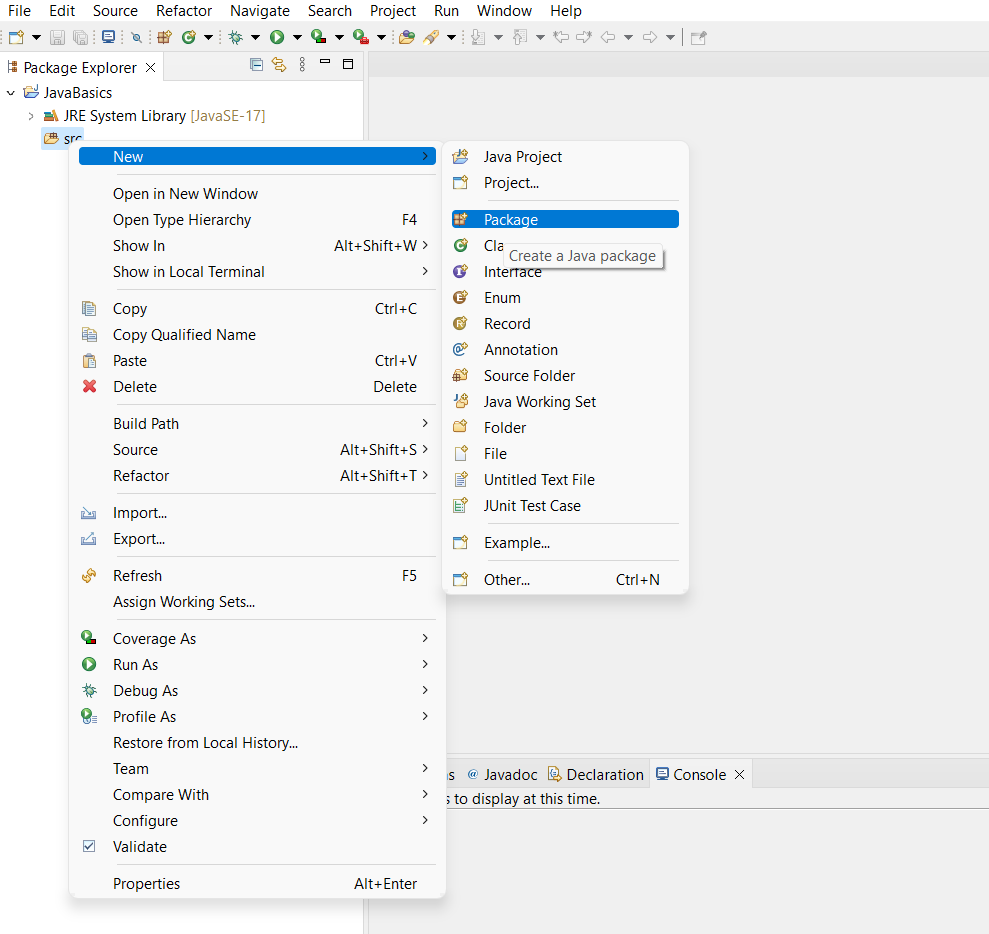 File Edit Source Refactor Navigate Search Project Run Window Help
Package Explorer
JavaBasics
JRE System Library [JavaSE-17]
src
New
Open in New Window
Open Type Hierarchy F4
Show In Alt+Shift+W
Show in Local Terminal
Copy Ctrl+C
Copy Qualified Name
Paste Ctrl+V
Delete Delete
Build Path
Source Alt+Shift+S
Refactor Alt+Shift+T
Import...
Export...
Refresh F5
Assign Working Sets...
Coverage As
Run As
Debug As
Profile As
Restore from Local History...
Team
Compare With
Configure
Validate
Properties Alt+Enter
Java Project
Project...
Package
Cla
Create a Java package
Interface
Enum
Record
Annotation
Source Folder
Java Working Set
Folder
File
Untitled Text File
JUnit Test Case
Example...
Other... Ctrl+N
s @ Javadoc Declaration Console
s to display at this time.